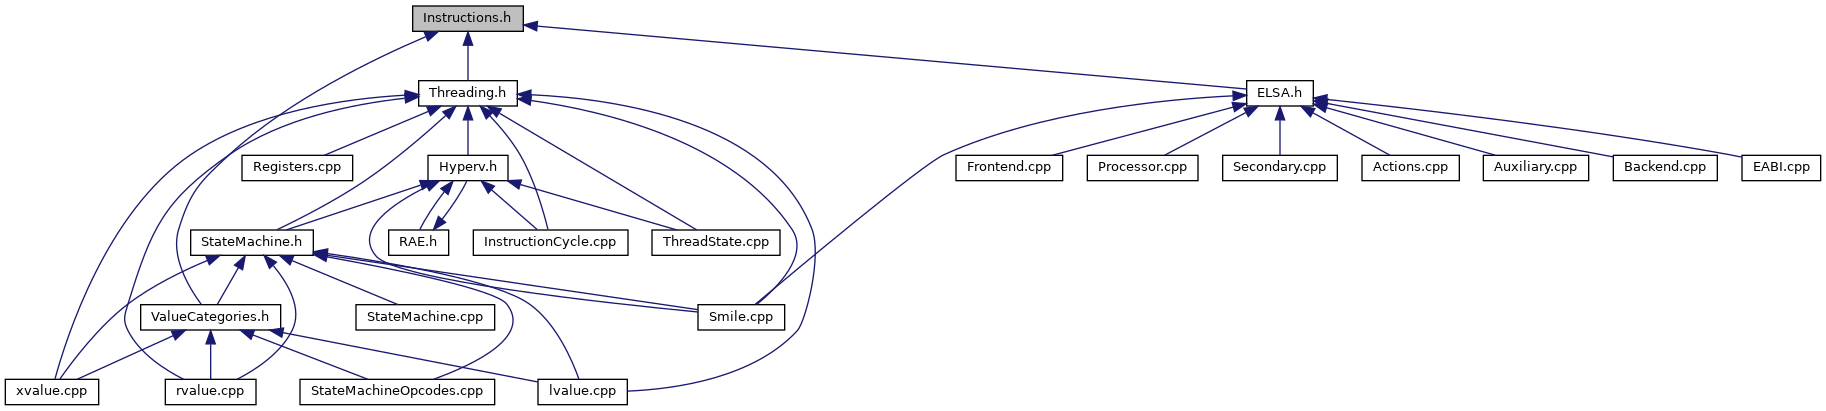 Instructions.h
Threading.h
ELSA.h
Registers.cpp
Hyperv.h
Frontend.cpp
Processor.cpp
Secondary.cpp
Actions.cpp
Auxiliary.cpp
Backend.cpp
EABI.cpp
StateMachine.h
RAE.h
InstructionCycle.cpp
ThreadState.cpp
ValueCategories.h
StateMachine.cpp
Smile.cpp
xvalue.cpp
rvalue.cpp
StateMachineOpcodes.cpp
lvalue.cpp